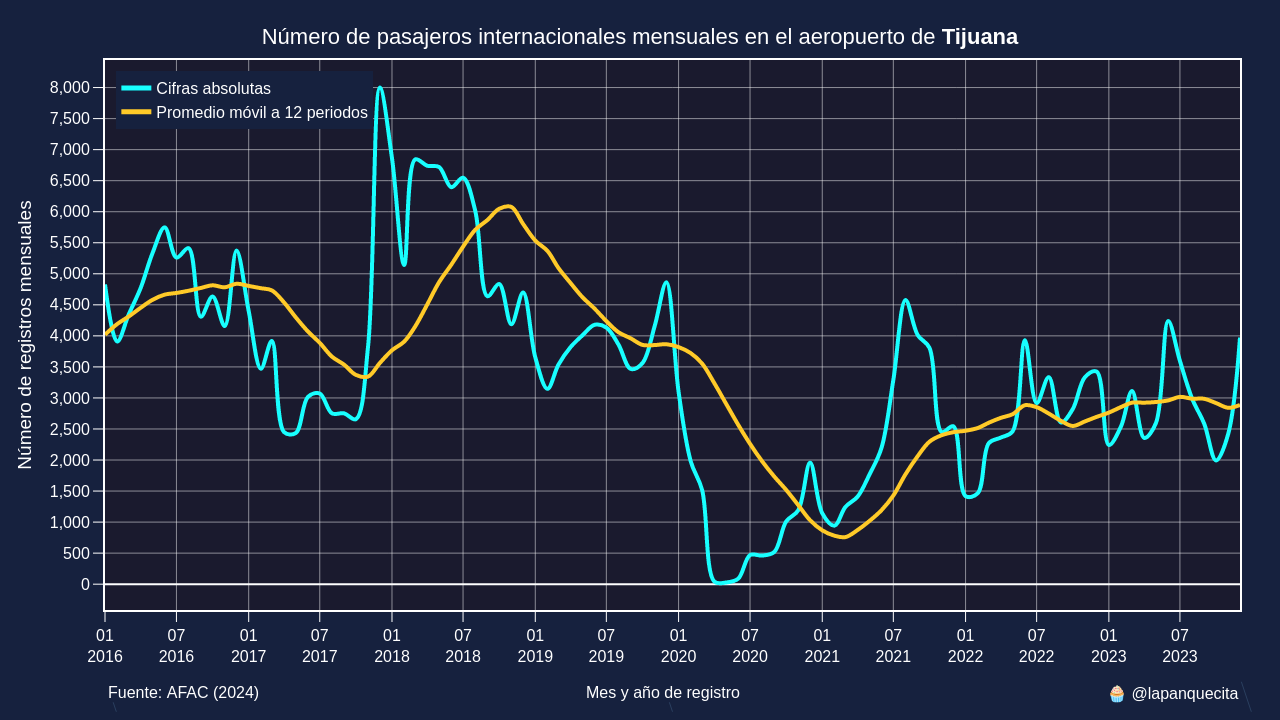 Número de pasajeros internacionales mensuales en el aeropuerto de Tijuana
Cifras absolutas
Promedio móvil a 12 periodos
Número de registros mensuales
8,000
7,500
7,000
6,500
6,000
5,500
5,000
4,500
4,000
3,500
3,000
2,500
2,000
1,500
1,000
500
0
01 07 01 07 01 07 01 07 01 07 01 07 01 07 01 07
2016 2016 2017 2017 2018 2018 2019 2019 2020 2020 2021 2021 2022 2022 2023 2023
Fuente: AFAC (2024) Mes y año de registro 🧁 @lapanquecita